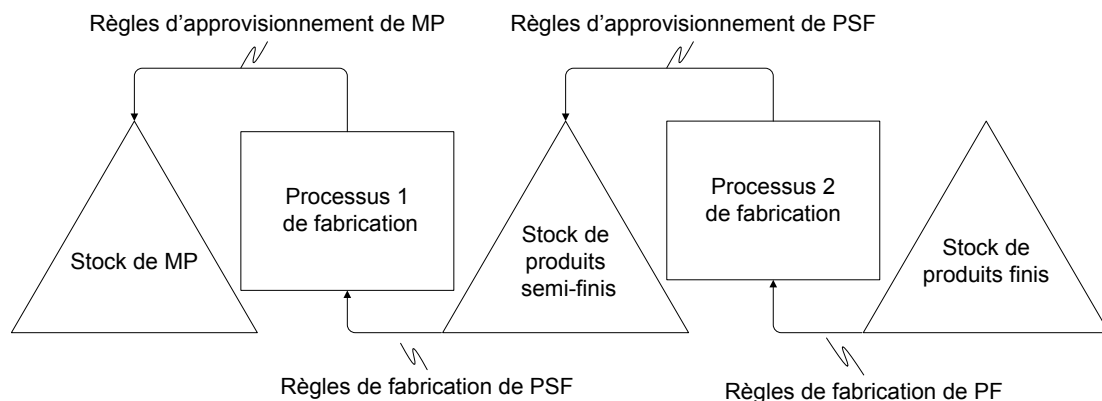 Règles d’approvisionnement de MP
Règles d’approvisionnement de PSF
Stock de MP
Processus 1
de fabrication
Stock de
produits
semi-finis
Processus 2
de fabrication
Stock de
produits finis
Règles de fabrication de PSF
Règles de fabrication de PF